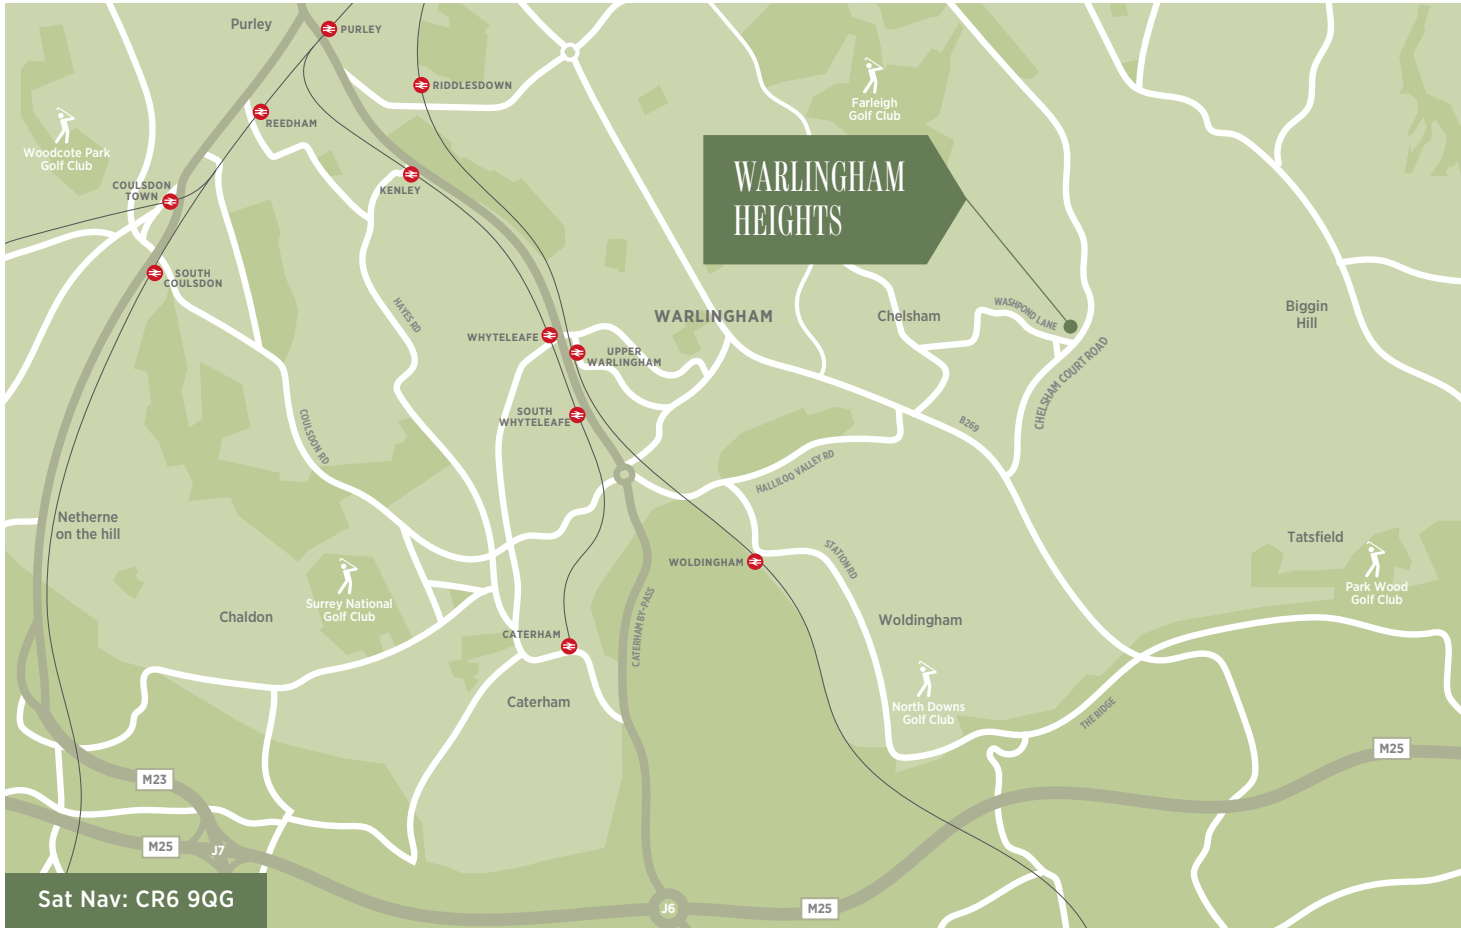 Purley
PURLEY
RIDDLESDOWN
REEDHAM
Woodcote Park
Golf Club
Farleigh
Golf Club
COULSDON
TOWN
KENLEY
WARLINGHAM
HEIGHTS
SOUTH
COULSDON
HAYES RD
WARLINGHAM
Chelsham
WASHPOND LANE
Biggin
Hill
WHYTELEAFE
UPPER
WARLINGHAM
CHELSHAM COURT ROAD
SOUTH
WHYTELEAFE
COULSDON RD
B269
HALLILOO VALLEY RD
Netherne
on the hill
Tatsfield
WOLDINGHAM
STATION RD
Park Wood
Golf Club
Surrey National
Golf Club
Chaldon
CATERHAM BY-PASS
Woldingham
CATERHAM
Caterham
North Downs
Golf Club
THE RIDGE
M25
M23
M25
J7
Sat Nav: CR6 9QG
J6
M25